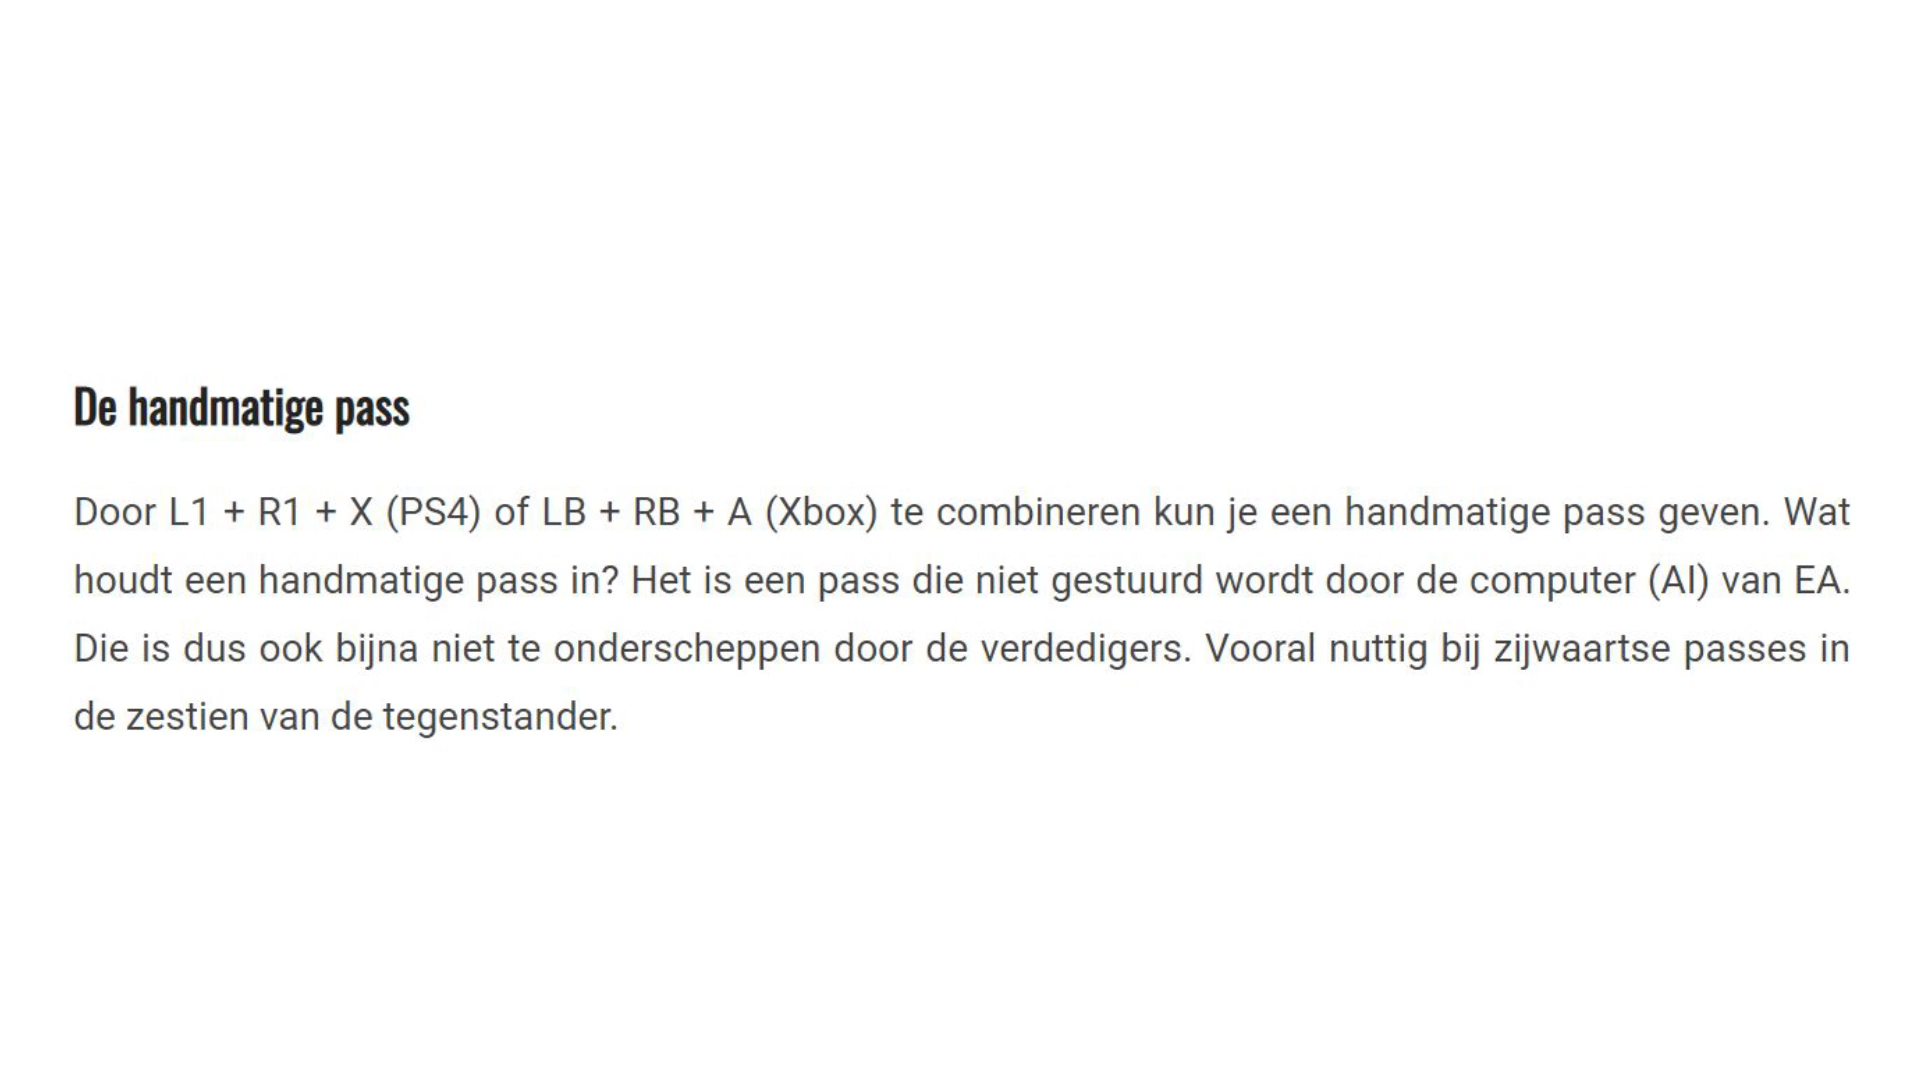 De handmatige pass
Door L1 + R1 + X (PS4) of LB + RB + A (Xbox) te combineren kun je een handmatige pass geven. Wat
houdt een handmatige pass in? Het is een pass die niet gestuurd wordt door de computer (AI) van EA.
Die is dus ook bijna niet te onderscheppen door de verdedigers. Vooral nuttig bij zijwaartse passes in
de zestien van de tegenstander.